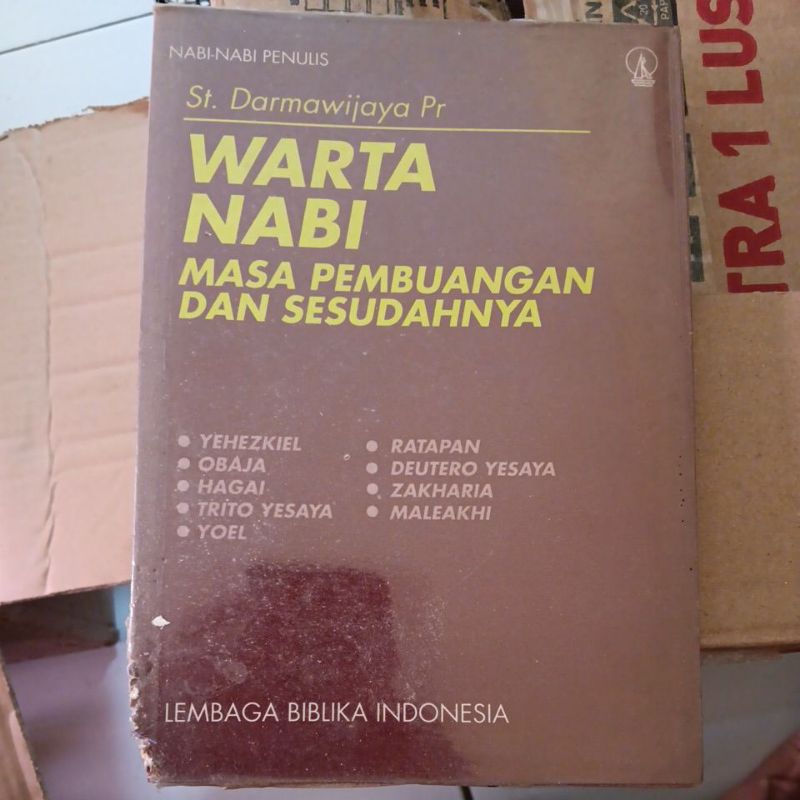 NABI-NABI PENULIS
St. Darmawijaya Pr
WARTA
NABI
MASA PEMBUANGAN
DAN SESUDAHNYA
YEHEZKIEL
OBAJA
HAGAI
TRITO YESAYA
YOEL
RATAPAN
DEUTERO YESAYA
ZAKHARIA
MALEAKHI
LEMBAGA BIBLIKA INDONESIA
TRA 1 LUS